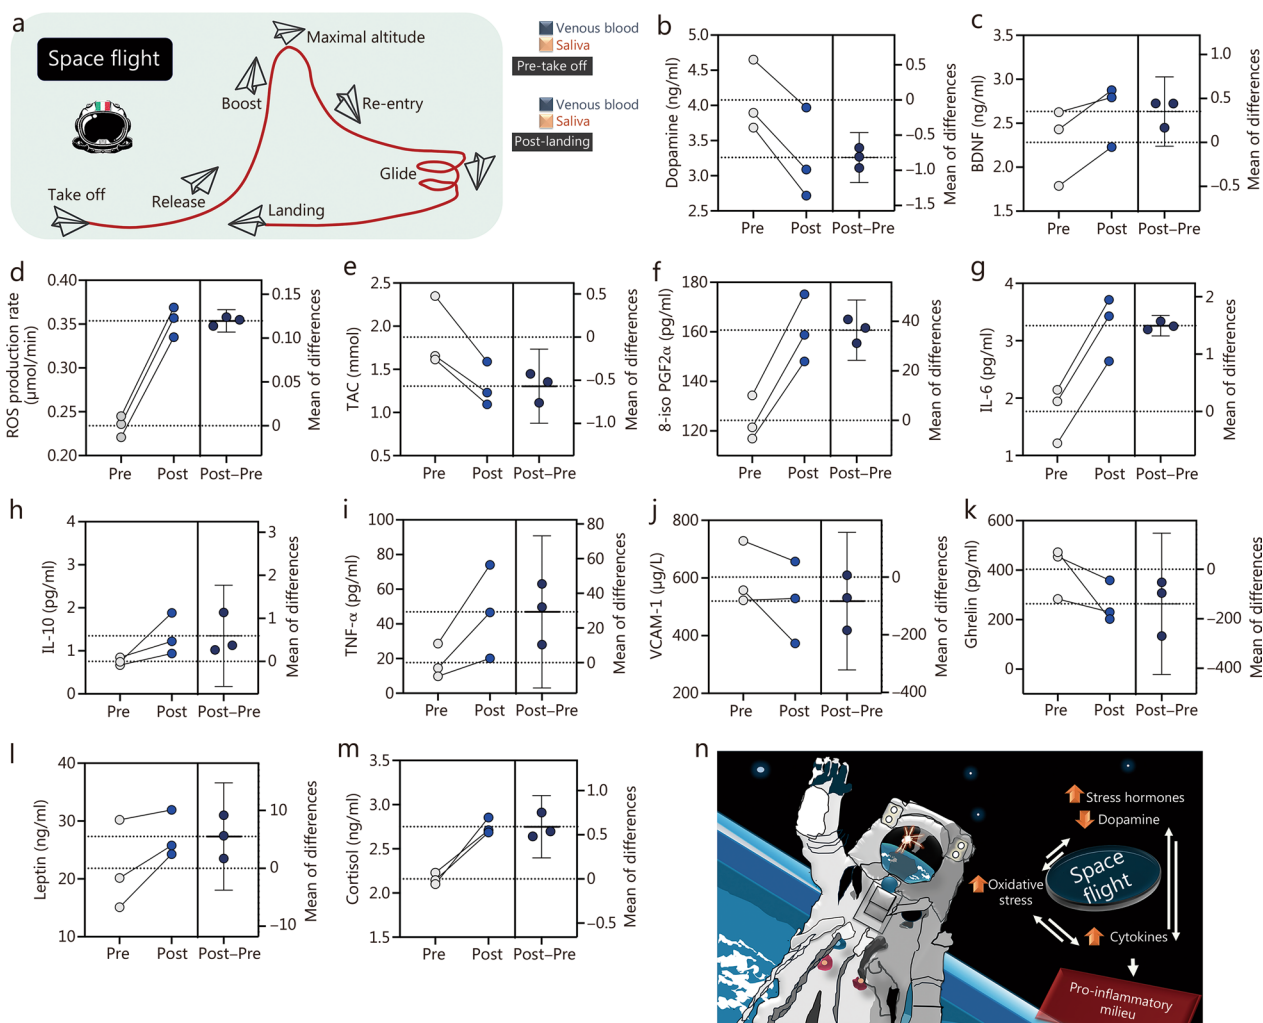 a
Space flight
Maximal altitude
Boost
Re-entry
Glide
Take off
Release
Landing
Venous blood
Saliva
Pre-take off
Venous blood
Saliva
Post-landing
b
Dopamine (ng/ml)
5.0
4.5
4.0
3.5
3.0
2.5
0.5
0
−0.5
−1.0
−1.5
Mean of differences
Pre Post Post−Pre
c
BDNF (ng/ml)
3.5
3.0
2.5
2.0
1.5
1.0
0.5
0
−0.5
Mean of differences
Pre Post Post−Pre
d
ROS production rate
(μmol/min)
0.40
0.35
0.30
0.25
0.20
0.15
0.10
0.05
0
Mean of differences
Pre Post Post−Pre
e
TAC (mmol)
2.5
2.0
1.5
1.0
0.5
0.5
0
−0.5
−1.0
Mean of differences
Pre Post Post−Pre
f
8-iso PGF2α (pg/ml)
180
160
140
120
40
20
0
Mean of differences
Pre Post Post−Pre
g
IL-6 (pg/ml)
4
3
2
1
2
1
0
Mean of differences
Pre Post Post−Pre
h
IL-10 (pg/ml)
4
3
2
1
0
3
2
1
0
Mean of differences
Pre Post Post−Pre
i
TNF-α (pg/ml)
100
80
60
40
20
0
80
60
40
20
0
Mean of differences
Pre Post Post−Pre
j
VCAM-1 (μg/L)
800
600
400
200
0
−200
−400
Mean of differences
Pre Post Post−Pre
k
Ghrelin (pg/ml)
600
400
200
0
0
−200
−400
Mean of differences
Pre Post Post−Pre
l
Leptin (ng/ml)
40
30
20
10
10
0
−10
Mean of differences
Pre Post Post−Pre
m
Cortisol (ng/ml)
3.5
3.0
2.5
2.0
1.5
1.0
0.5
0
−0.5
Mean of differences
Pre Post Post−Pre
n
Stress hormones
Dopamine
Space
flight
Oxidative
stress
Cytokines
Pro-inflammatory
milieu